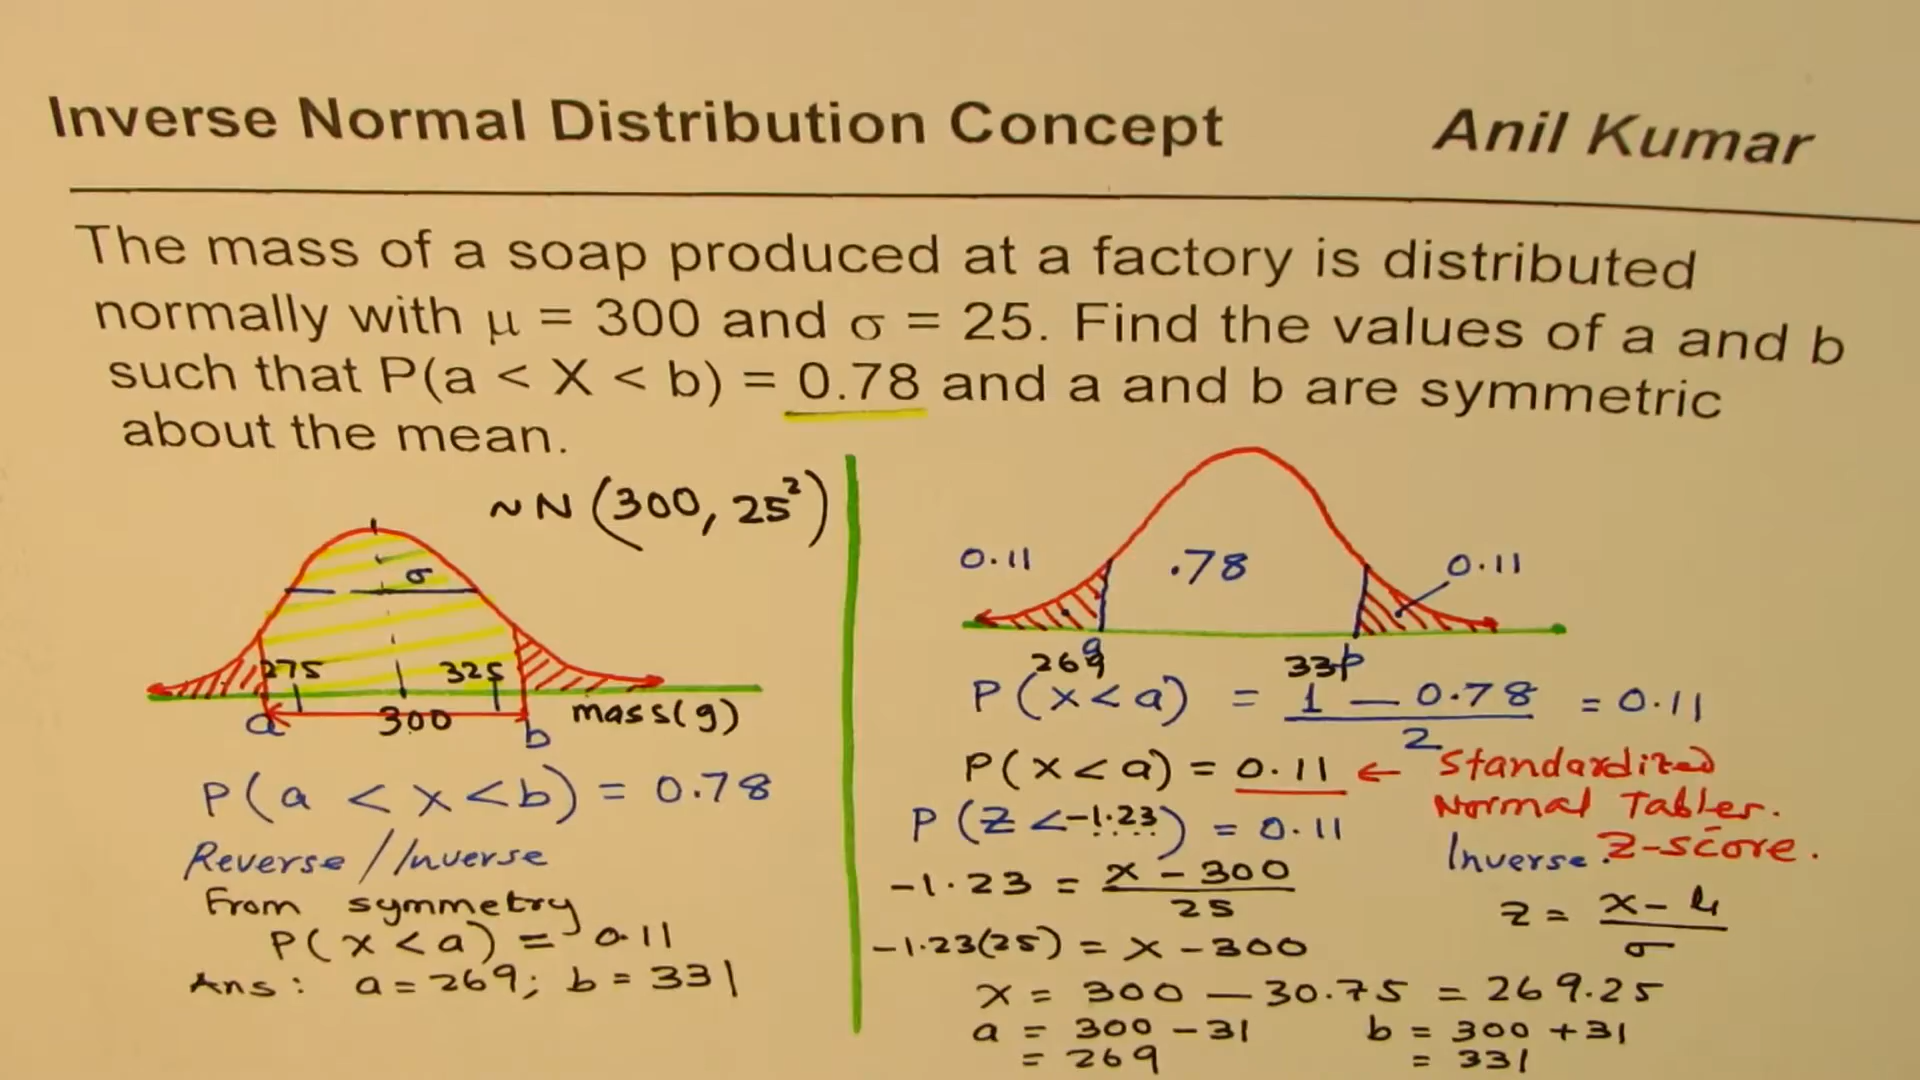 Inverse Normal Distribution Concept
Anil Kumar
The mass of a soap produced at a factory is distributed
normally with μ = 300 and σ = 25. Find the values of a and b
such that P(a < X < b) = 0.78 and a and b are symmetric
about the mean.
~N (300, 25²)
σ
275
325
a
300
b
mass(g)
P(a < x < b) = 0.78
Reverse / Inverse
From symmetry
P(x < a) = 0.11
Ans: a = 269; b = 331
0.11
.78
0.11
269
a
331
b
P(x < a) = (1 - 0.78)/2 = 0.11
P(x < a) = 0.11 ← Standardized
Normal Tables.
P(Z < -1.23) = 0.11
Inverse. Z-score.
-1.23 = (x - 300)/25
z = (x - μ)/σ
-1.23(25) = x - 300
x = 300 - 30.75 = 269.25
a = 300 - 31
= 269
b = 300 + 31
= 331